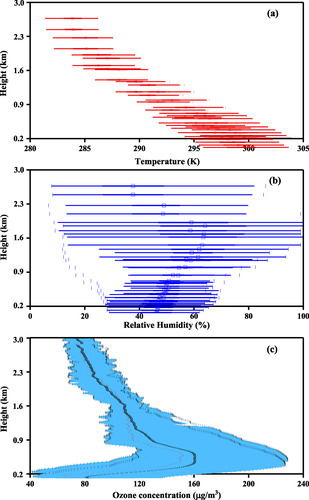 3.0
(a)
2.3
1.6
0.9
0.2
Height (km)
280 285 290 295 300 305
Temperature (K)
3.0
(b)
2.3
1.6
0.9
0.2
Height (km)
0 20 40 60 80 100
Relative Humidity (%)
3.0
(c)
2.3
1.6
0.9
0.2
Height (km)
40 80 120 160 200 240
Ozone concentration (μg/m³)